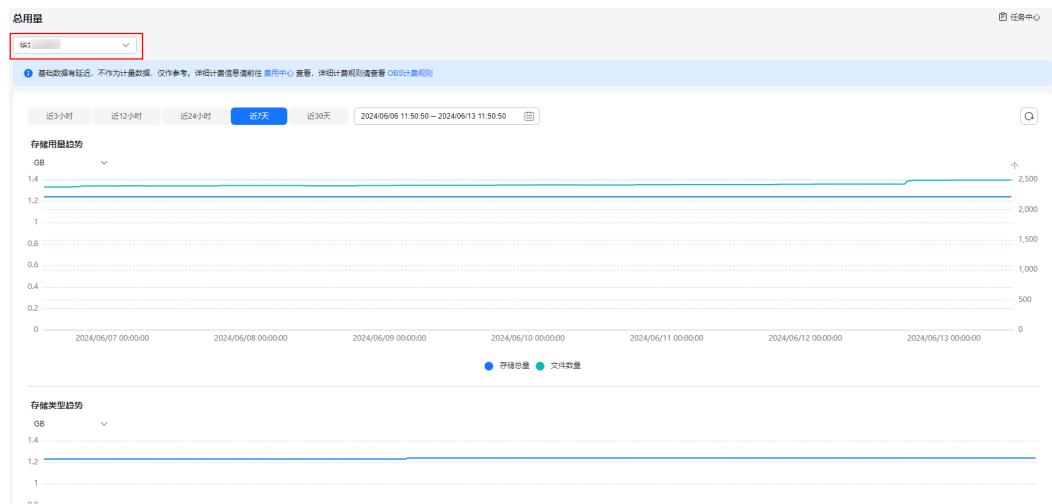 总用量
任务中心
华
基础数据有延迟，不作为计量数据，仅作参考。详细计费信息请前往 费用中心 查看，详细计费规则请查看 OBS计费规则
近3小时 近12小时 近24小时 近7天 近30天 2024/06/06 11:50:50 — 2024/06/13 11:50:50
存储用量趋势
GB
1.4 2,500
1.2 2,000
1 1,500
0.8
0.6 1,000
0.4 500
0.2
0 0
2024/06/07 00:00:00 2024/06/08 00:00:00 2024/06/09 00:00:00 2024/06/10 00:00:00 2024/06/11 00:00:00 2024/06/12 00:00:00 2024/06/13 00:00:00
存储总量 文件数量
存储类型趋势
GB
1.4
1.2
1
0.8